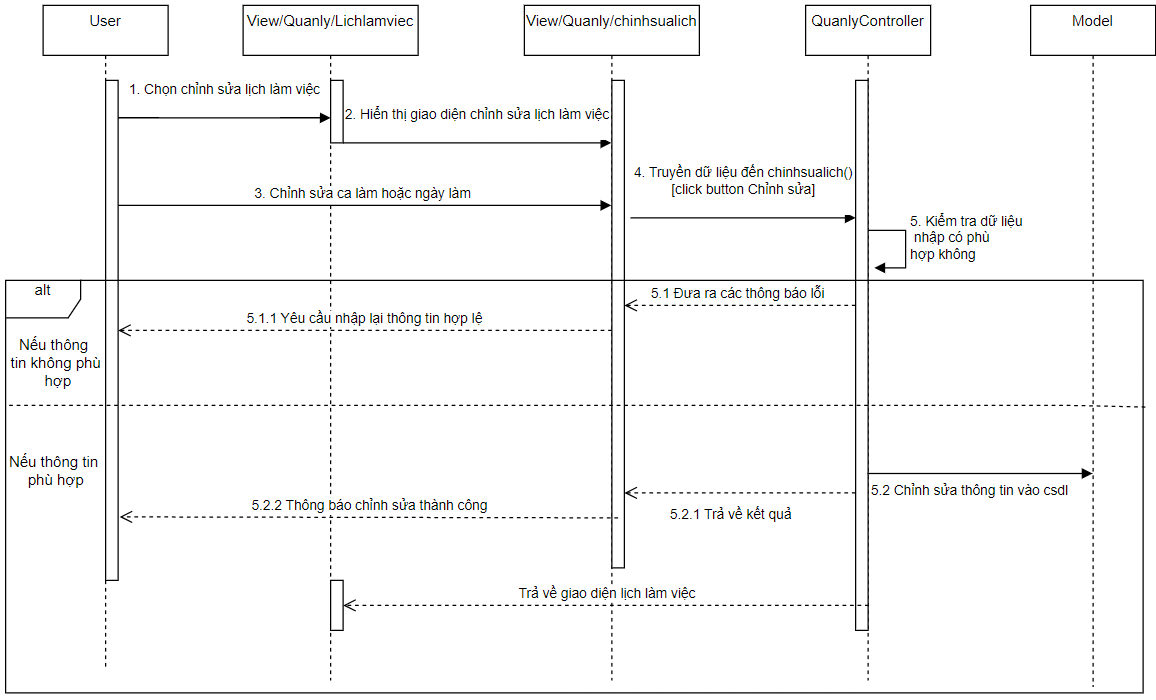 User
View/Quanly/Lichlamviec
View/Quanly/chinhsualich
QuanlyController
Model
1. Chọn chỉnh sửa lịch làm việc
2. Hiển thị giao diện chỉnh sửa lịch làm việc
3. Chỉnh sửa ca làm hoặc ngày làm
4. Truyền dữ liệu đến chinhsualich()
[click button Chỉnh sửa]
5. Kiểm tra dữ liệu
nhập có phù
hợp không
alt
5.1 Đưa ra các thông báo lỗi
5.1.1 Yêu cầu nhập lại thông tin hợp lệ
Nếu thông
tin không phù
hợp
Nếu thông tin
phù hợp
5.2 Chỉnh sửa thông tin vào csdl
5.2.1 Trả về kết quả
5.2.2 Thông báo chỉnh sửa thành công
Trả về giao diện lịch làm việc